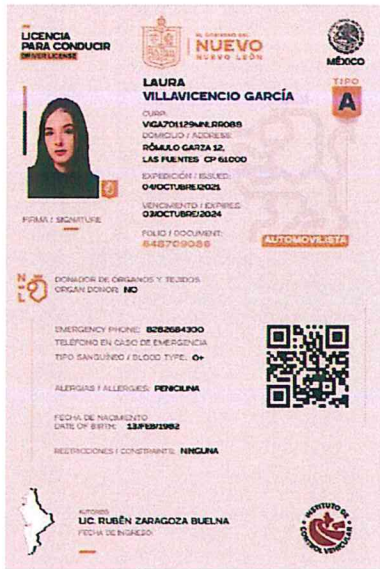 LICENCIA
PARA CONDUCIR
DRIVER LICENSE
EL GOBIERNO DEL
NUEVO
NUEVO LEÓN
MÉXICO
LAURA
VILLAVICENCIO GARCÍA
TIPO
A
CURP:
VIGA701129MNLRR088
DOMICILIO / ADDRESS:
RÓMULO GARZA 12,
LAS FUENTES CP 61000
EXPEDICIÓN / ISSUED:
04/OCTUBRE/2021
VENCIMIENTO / EXPIRES:
03/OCTUBRE/2024
FIRMA / SIGNATURE
FOLIO / DOCUMENT:
848709086
AUTOMOVILISTA
N L
DONADOR DE ÓRGANOS Y TEJIDOS
ORGAN DONOR: NO
EMERGENCY PHONE: 8282684300
TELÉFONO EN CASO DE EMERGENCIA
TIPO SANGUÍNEO / BLOOD TYPE: O+
ALERGIAS / ALLERGIES: PENICILINA
FECHA DE NACIMIENTO
DATE OF BIRTH: 13/FEB/1982
RESTRICCIONES / CONSTRAINTS: NINGUNA
AUTORIZÓ
LIC. RUBÉN ZARAGOZA BUELNA
FECHA DE INGRESO:
INSTITUTO DE
CONTROL VEHICULAR